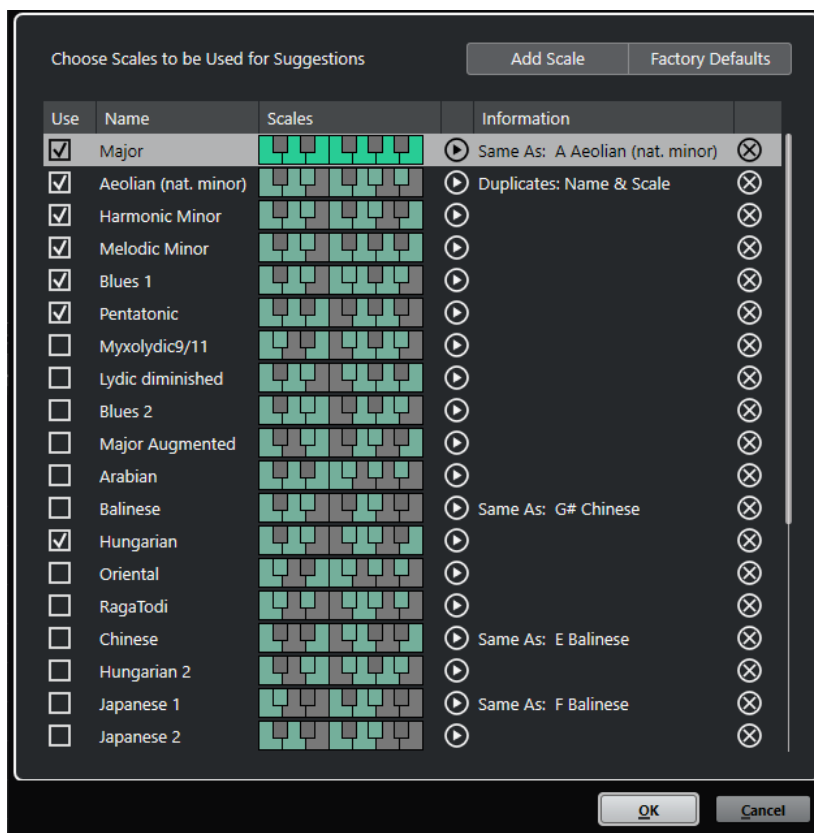 Choose Scales to be Used for Suggestions Add Scale Factory Defaults
Use Name Scales Information
Major Same As: A Aeolian (nat. minor)
Aeolian (nat. minor) Duplicates: Name & Scale
Harmonic Minor
Melodic Minor
Blues 1
Pentatonic
Myxolydic9/11
Lydic diminished
Blues 2
Major Augmented
Arabian
Balinese Same As: G# Chinese
Hungarian
Oriental
RagaTodi
Chinese Same As: E Balinese
Hungarian 2
Japanese 1 Same As: F Balinese
Japanese 2
OK Cancel